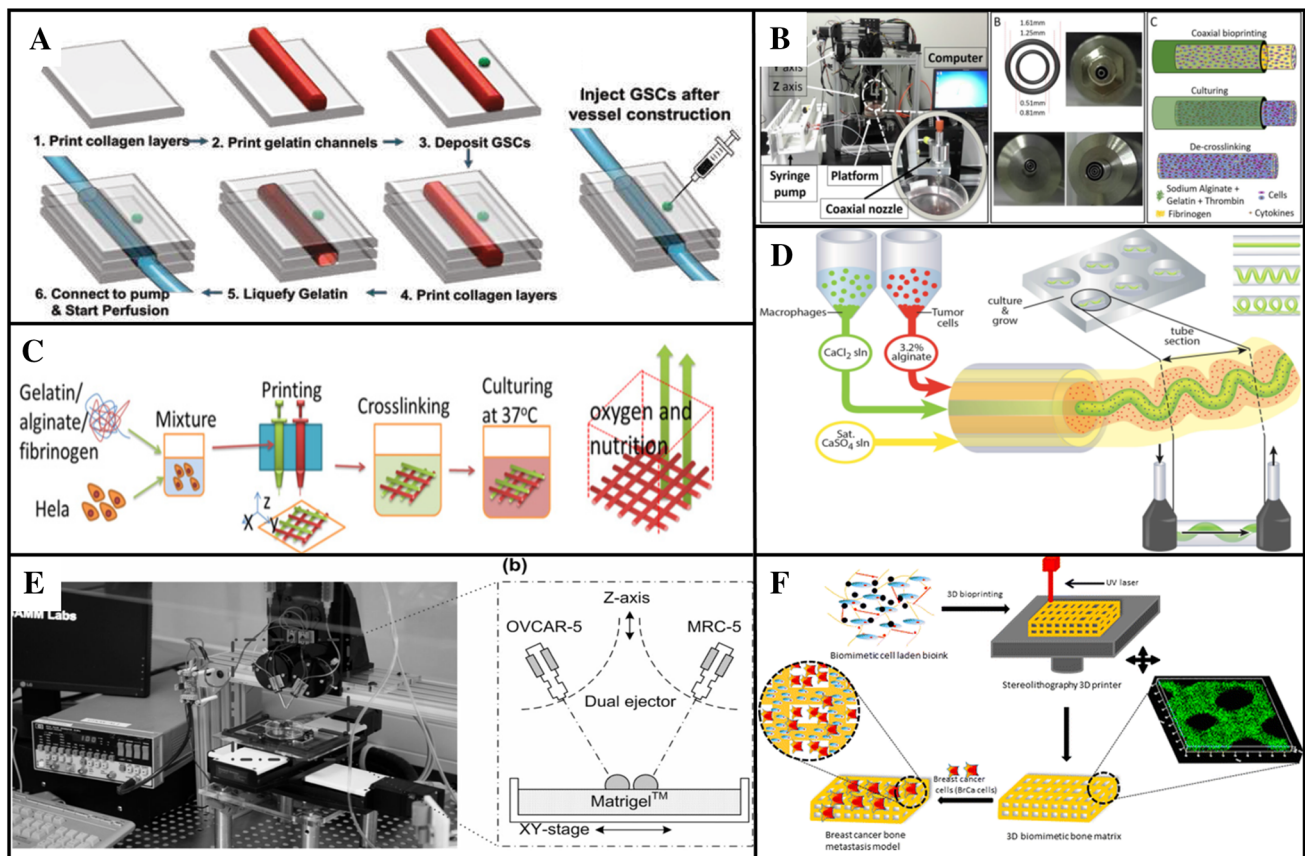 A
1. Print collagen layers
2. Print gelatin channels
3. Deposit GSCs
Inject GSCs after
vessel construction
6. Connect to pump
& Start Perfusion
5. Liquefy Gelatin
4. Print collagen layers
B
Y axis
Z axis
Computer
Syringe
pump
Platform
Coaxial nozzle
B
1.61mm
1.25mm
0.51mm
0.81mm
C
Coaxial bioprinting
Culturing
De-crosslinking
Sodium Alginate +
Gelatin + Thrombin
Cells
Fibrinogen
Cytokines
C
Gelatin/
alginate/
fibrinogen
Hela
Mixture
Printing
z
X
y
Crosslinking
Culturing
at 37°C
oxygen and
nutrition
D
Macrophages
Tumor
cells
CaCl2 sln
3.2%
alginate
Sat.
CaSO4 sln
culture
& grow
tube
section
E
AMM Labs
(b)
Z-axis
OVCAR-5
MRC-5
Dual ejector
Matrigel™
XY-stage
F
3D bioprinting
UV laser
Biomimetic cell laden bioink
Stereolithography 3D printer
Breast cancer
cells (BrCa cells)
Breast cancer bone
metastasis model
3D biomimetic bone matrix